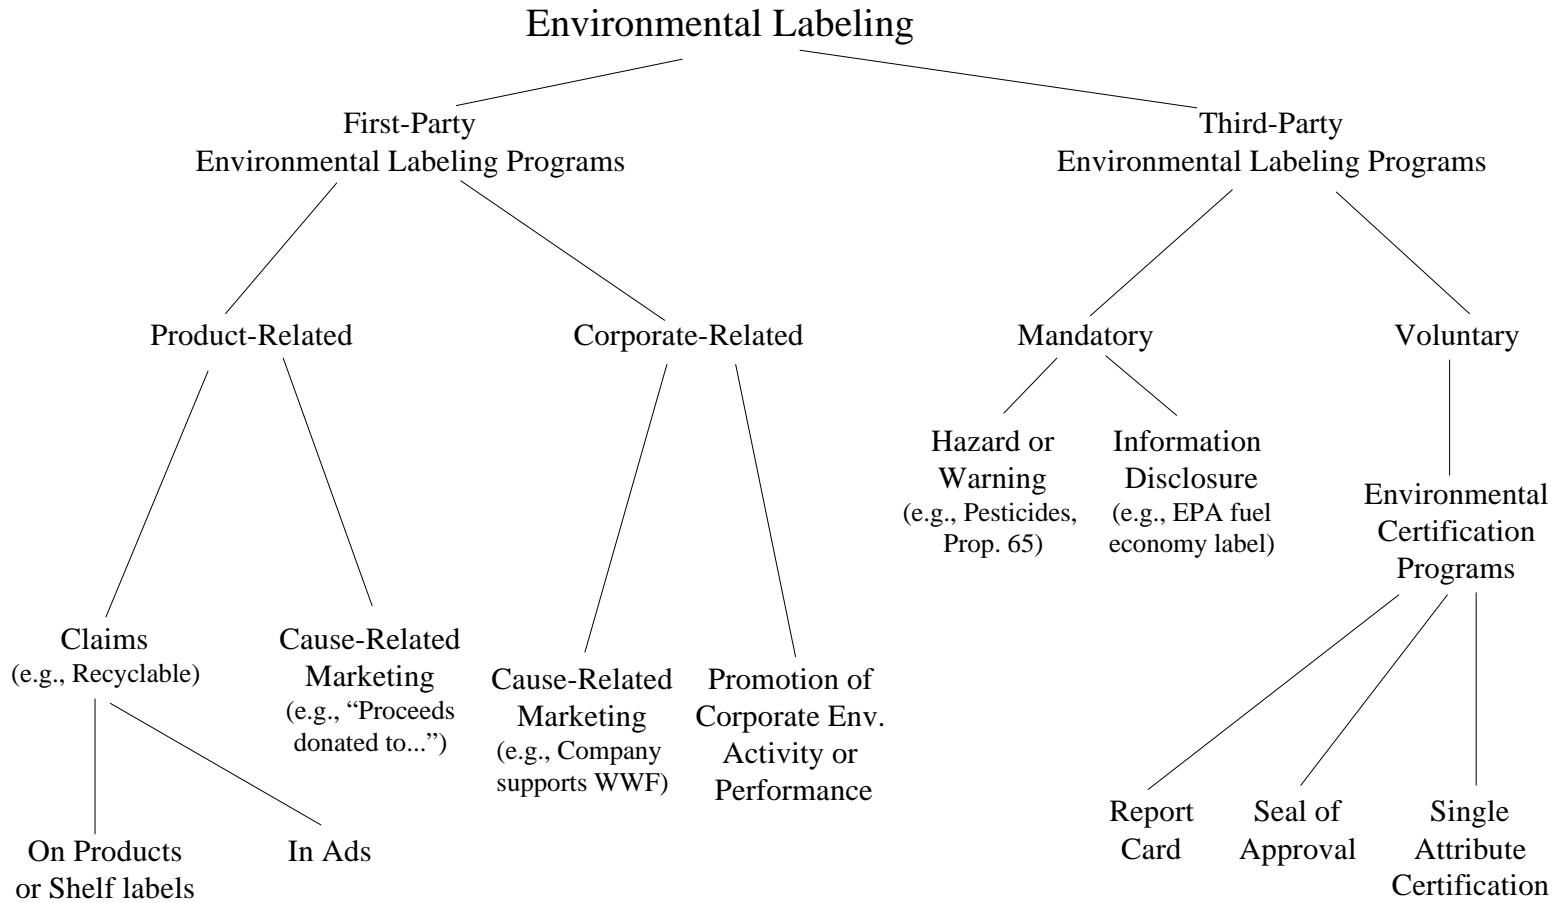 Environmental Labeling
First-Party
Environmental Labeling Programs
Third-Party
Environmental Labeling Programs
Product-Related
Corporate-Related
Mandatory
Voluntary
Hazard or
Warning
(e.g., Pesticides,
Prop. 65)
Information
Disclosure
(e.g., EPA fuel
economy label)
Environmental
Certification
Programs
Claims
(e.g., Recyclable)
Cause-Related
Marketing
(e.g., “Proceeds
donated to...”)
Cause-Related
Marketing
(e.g., Company
supports WWF)
Promotion of
Corporate Env.
Activity or
Performance
On Products
or Shelf labels
In Ads
Report
Card
Seal of
Approval
Single
Attribute
Certification